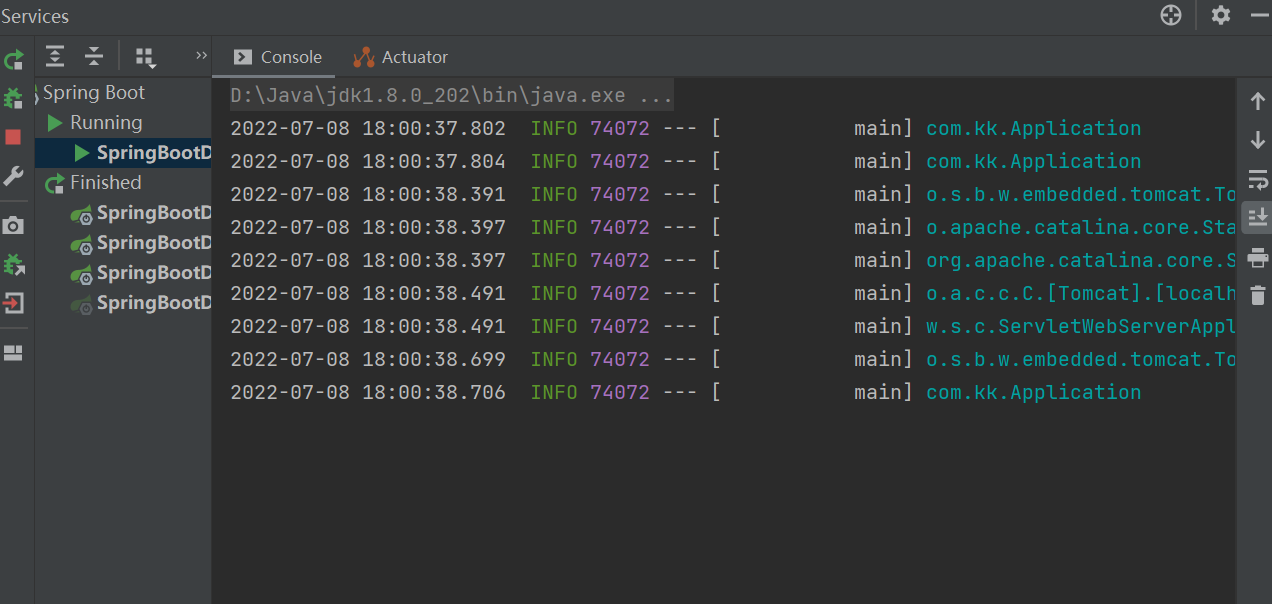 Services
Console
Actuator
Spring Boot
Running
SpringBootD
Finished
SpringBootD
SpringBootD
SpringBootD
SpringBootD
D:\Java\jdk1.8.0_202\bin\java.exe ...
2022-07-08 18:00:37.802  INFO 74072 --- [           main] com.kk.Application
2022-07-08 18:00:37.804  INFO 74072 --- [           main] com.kk.Application
2022-07-08 18:00:38.391  INFO 74072 --- [           main] o.s.b.w.embedded.tomcat.To
2022-07-08 18:00:38.397  INFO 74072 --- [           main] o.apache.catalina.core.Sta
2022-07-08 18:00:38.397  INFO 74072 --- [           main] org.apache.catalina.core.S
2022-07-08 18:00:38.491  INFO 74072 --- [           main] o.a.c.c.C.[Tomcat].[localh
2022-07-08 18:00:38.491  INFO 74072 --- [           main] w.s.c.ServletWebServerAppl
2022-07-08 18:00:38.699  INFO 74072 --- [           main] o.s.b.w.embedded.tomcat.To
2022-07-08 18:00:38.706  INFO 74072 --- [           main] com.kk.Application